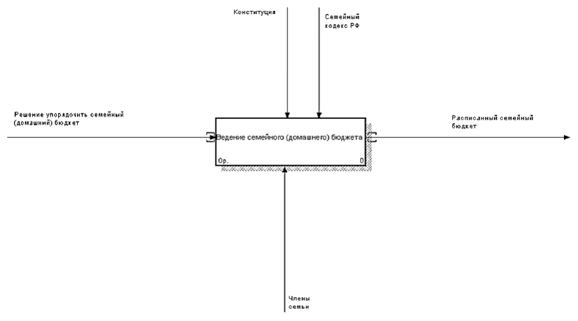 Конституция
Семейный
кодекс РФ
Решение упорядочить семейный
(домашний) бюджет
Расписанный семейный
бюджет
Ведение семейного (домашнего) бюджета
0р.
0
Члены
семьи